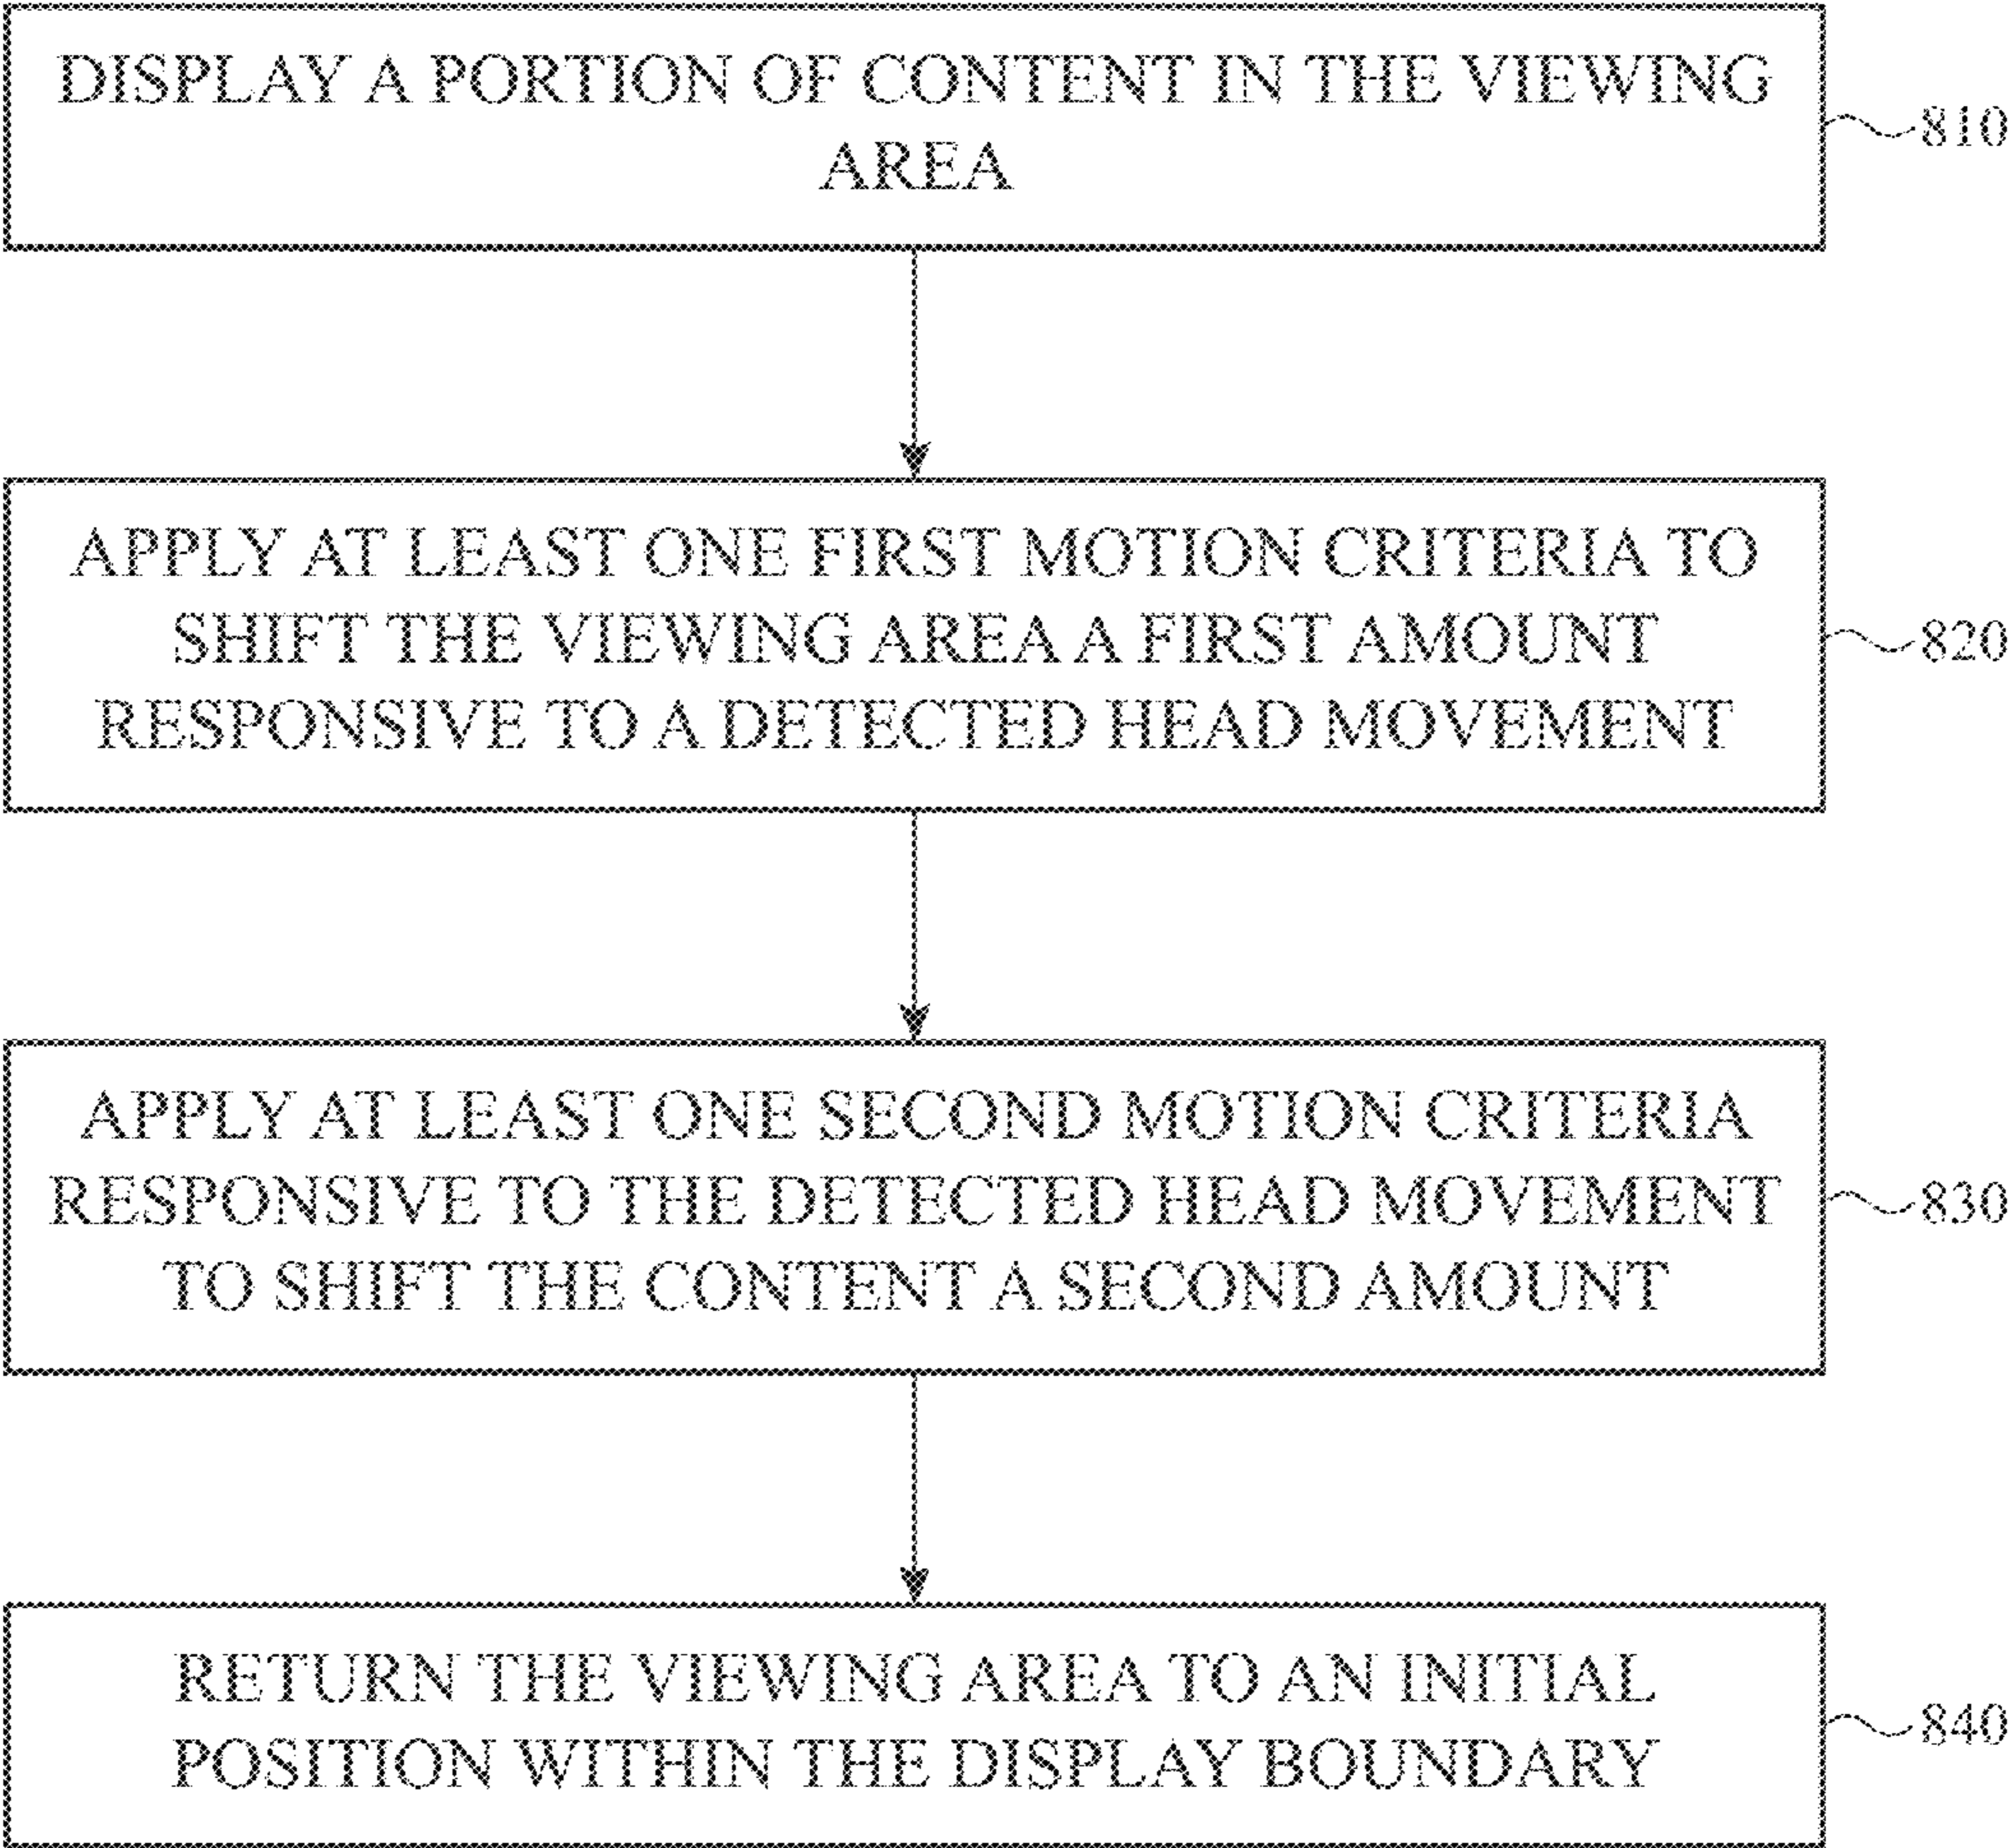 DISPLAY A PORTION OF CONTENT IN THE VIEWING
AREA
810
APPLY AT LEAST ONE FIRST MOTION CRITERIA TO
SHIFT THE VIEWING AREA A FIRST AMOUNT
RESPONSIVE TO A DETECTED HEAD MOVEMENT
820
APPLY AT LEAST ONE SECOND MOTION CRITERIA
RESPONSIVE TO THE DETECTED HEAD MOVEMENT
TO SHIFT THE CONTENT A SECOND AMOUNT
830
RETURN THE VIEWING AREA TO AN INITIAL
POSITION WITHIN THE DISPLAY BOUNDARY
840